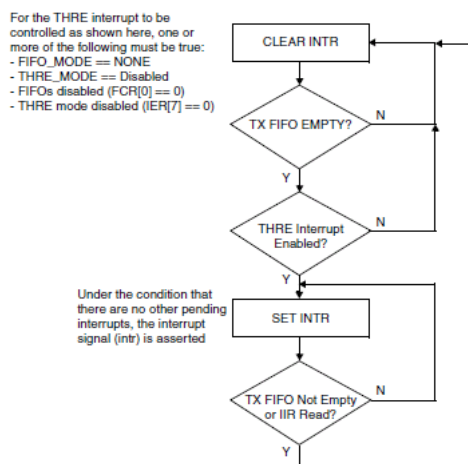 For the THRE interrupt to be
controlled as shown here, one or
more of the following must be true:
- FIFO_MODE == NONE
- THRE_MODE == Disabled
- FIFOs disabled (FCR[0] == 0)
- THRE mode disabled (IER[7] == 0)
CLEAR INTR
TX FIFO EMPTY?
N
Y
THRE Interrupt
Enabled?
N
Y
Under the condition that
there are no other pending
interrupts, the interrupt
signal (intr) is asserted
SET INTR
TX FIFO Not Empty
or IIR Read?
N
Y